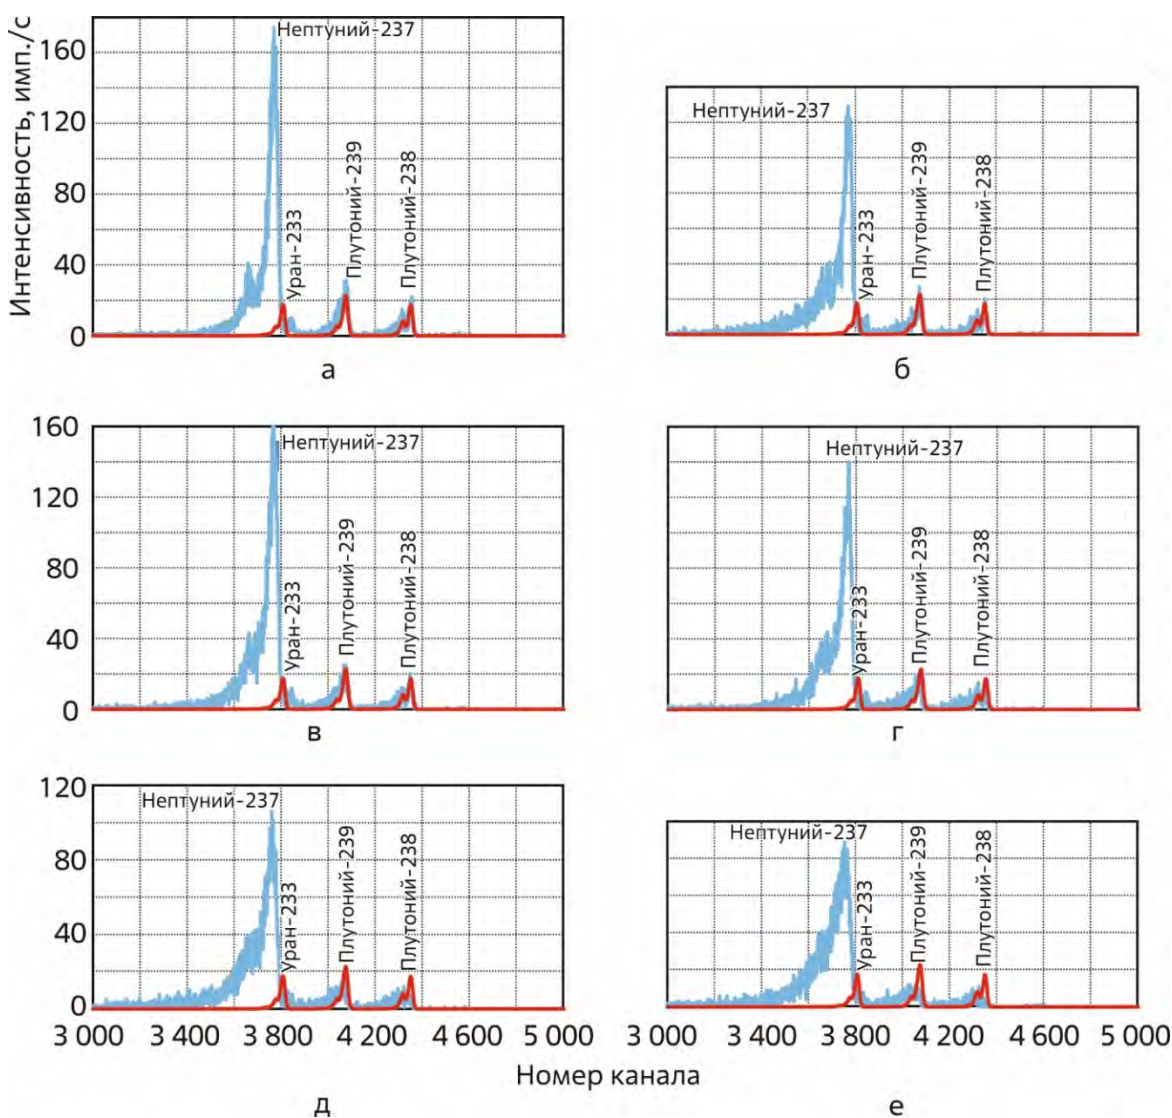 Интенсивность, имп./с
160
120
80
40
0
Нептуний-237
Уран-233
Плутоний-239
Плутоний-238
а
Нептуний-237
Уран-233
Плутоний-239
Плутоний-238
б
160
120
80
40
0
Нептуний-237
Уран-233
Плутоний-239
Плутоний-238
в
Нептуний-237
Уран-233
Плутоний-239
Плутоний-238
г
120
80
40
0
Нептуний-237
Уран-233
Плутоний-239
Плутоний-238
3 000 3 400 3 800 4 200 4 600 5 000
Нептуний-237
Уран-233
Плутоний-239
Плутоний-238
3 000 3 400 3 800 4 200 4 600 5 000
Номер канала
д
е